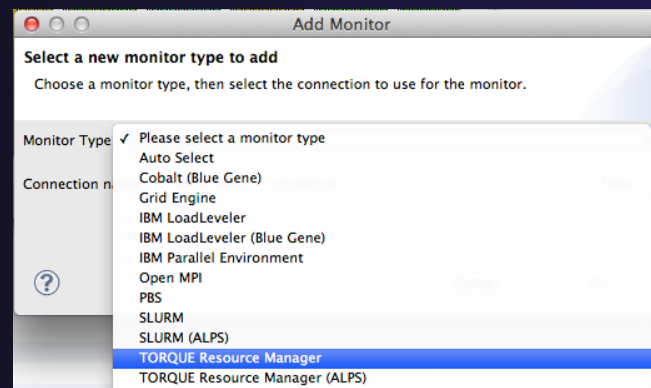 Add Monitor
Select a new monitor type to add
Choose a monitor type, then select the connection to use for the monitor.
Monitor Type
✓ Please select a monitor type
Auto Select
Cobalt (Blue Gene)
Connection n
Grid Engine
IBM LoadLeveler
IBM LoadLeveler (Blue Gene)
IBM Parallel Environment
Open MPI
?
PBS
SLURM
SLURM (ALPS)
TORQUE Resource Manager
TORQUE Resource Manager (ALPS)